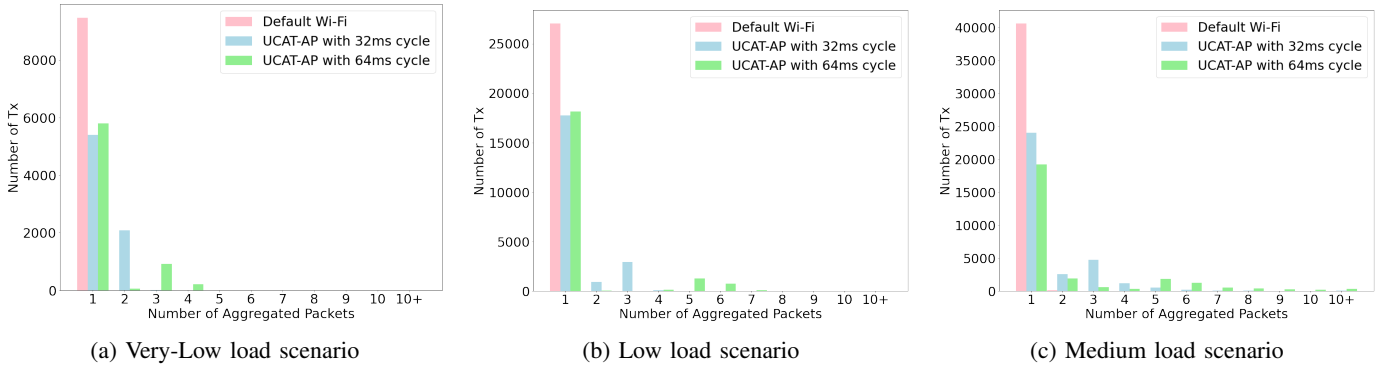 Default Wi-Fi
UCAT-AP with 32ms cycle
UCAT-AP with 64ms cycle
8000
6000
4000
2000
0
Number of Tx
1 2 3 4 5 6 7 8 9 10 10+
Number of Aggregated Packets
(a) Very-Low load scenario
Default Wi-Fi
UCAT-AP with 32ms cycle
UCAT-AP with 64ms cycle
25000
20000
15000
10000
5000
0
Number of Tx
1 2 3 4 5 6 7 8 9 10 10+
Number of Aggregated Packets
(b) Low load scenario
Default Wi-Fi
UCAT-AP with 32ms cycle
UCAT-AP with 64ms cycle
40000
35000
30000
25000
20000
15000
10000
5000
0
Number of Tx
1 2 3 4 5 6 7 8 9 10 10+
Number of Aggregated Packets
(c) Medium load scenario